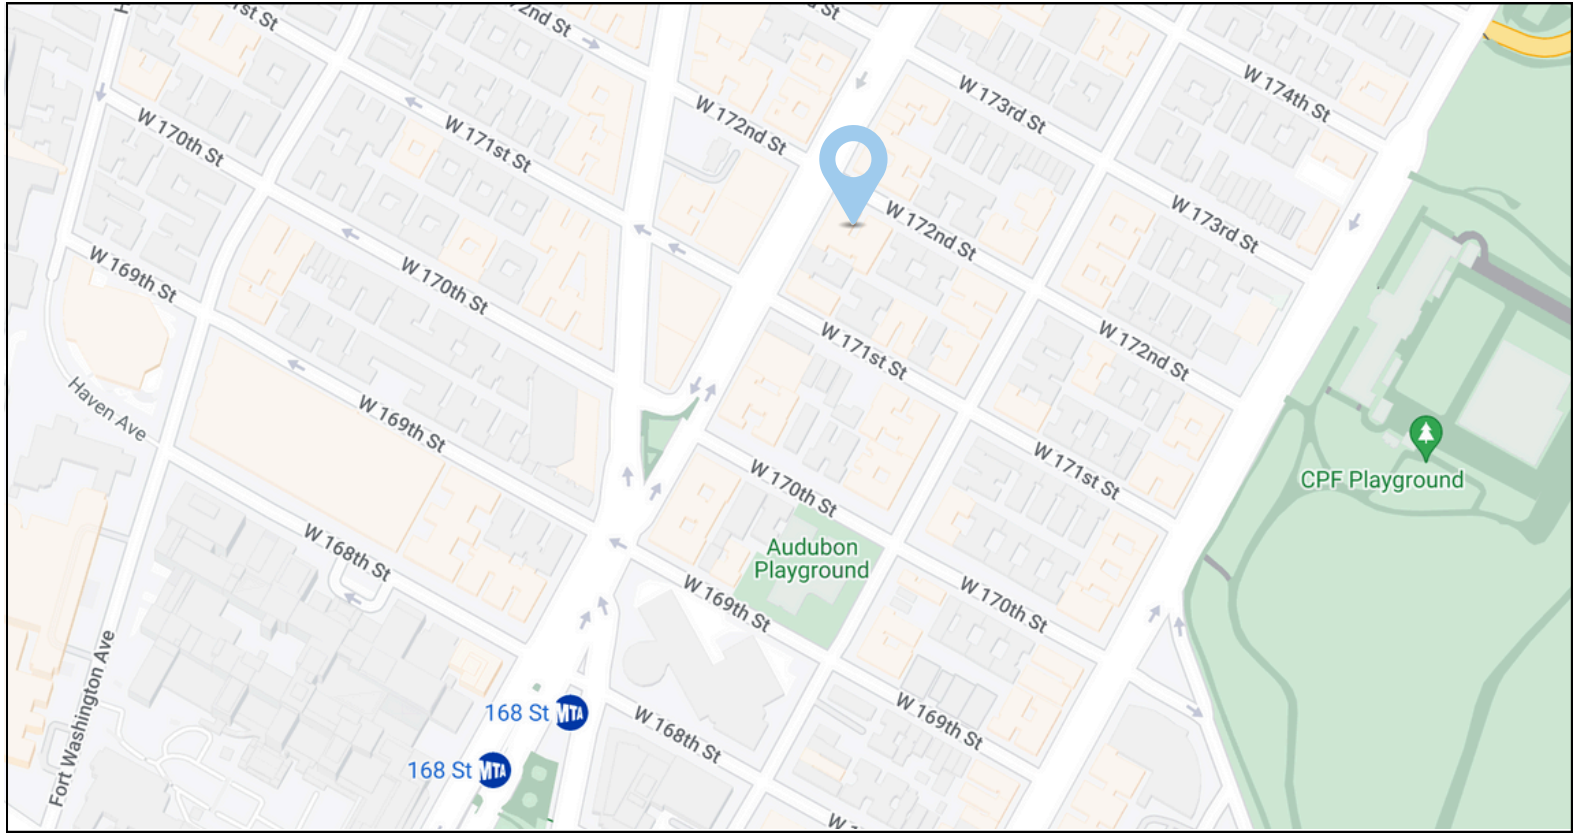 W 174th St
W 173rd St
W 172nd St
W 170th St
W 171st St
W 173rd St
W 172nd St
W 169th St
W 170th St
W 171st St
W 172nd St
Haven Ave
W 169th St
W 170th St
W 171st St
CPF Playground
W 168th St
Audubon
Playground
W 169th St
W 170th St
Fort Washington Ave
168 St MTA
W 168th St
W 169th St
168 St MTA